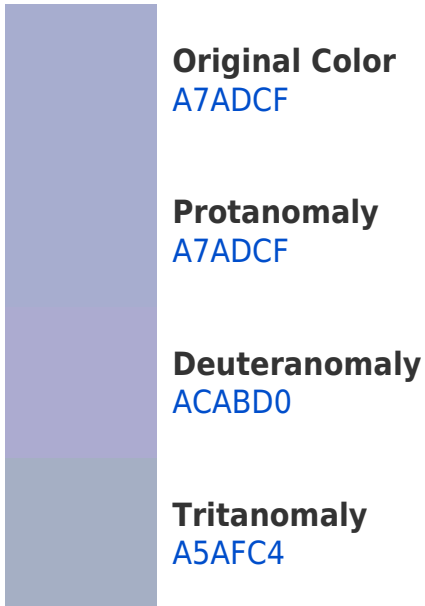 Original Color
A7ADCF
Protanomaly
A7ADCF
Deuteranomaly
ACABD0
Tritanomaly
A5AFC4